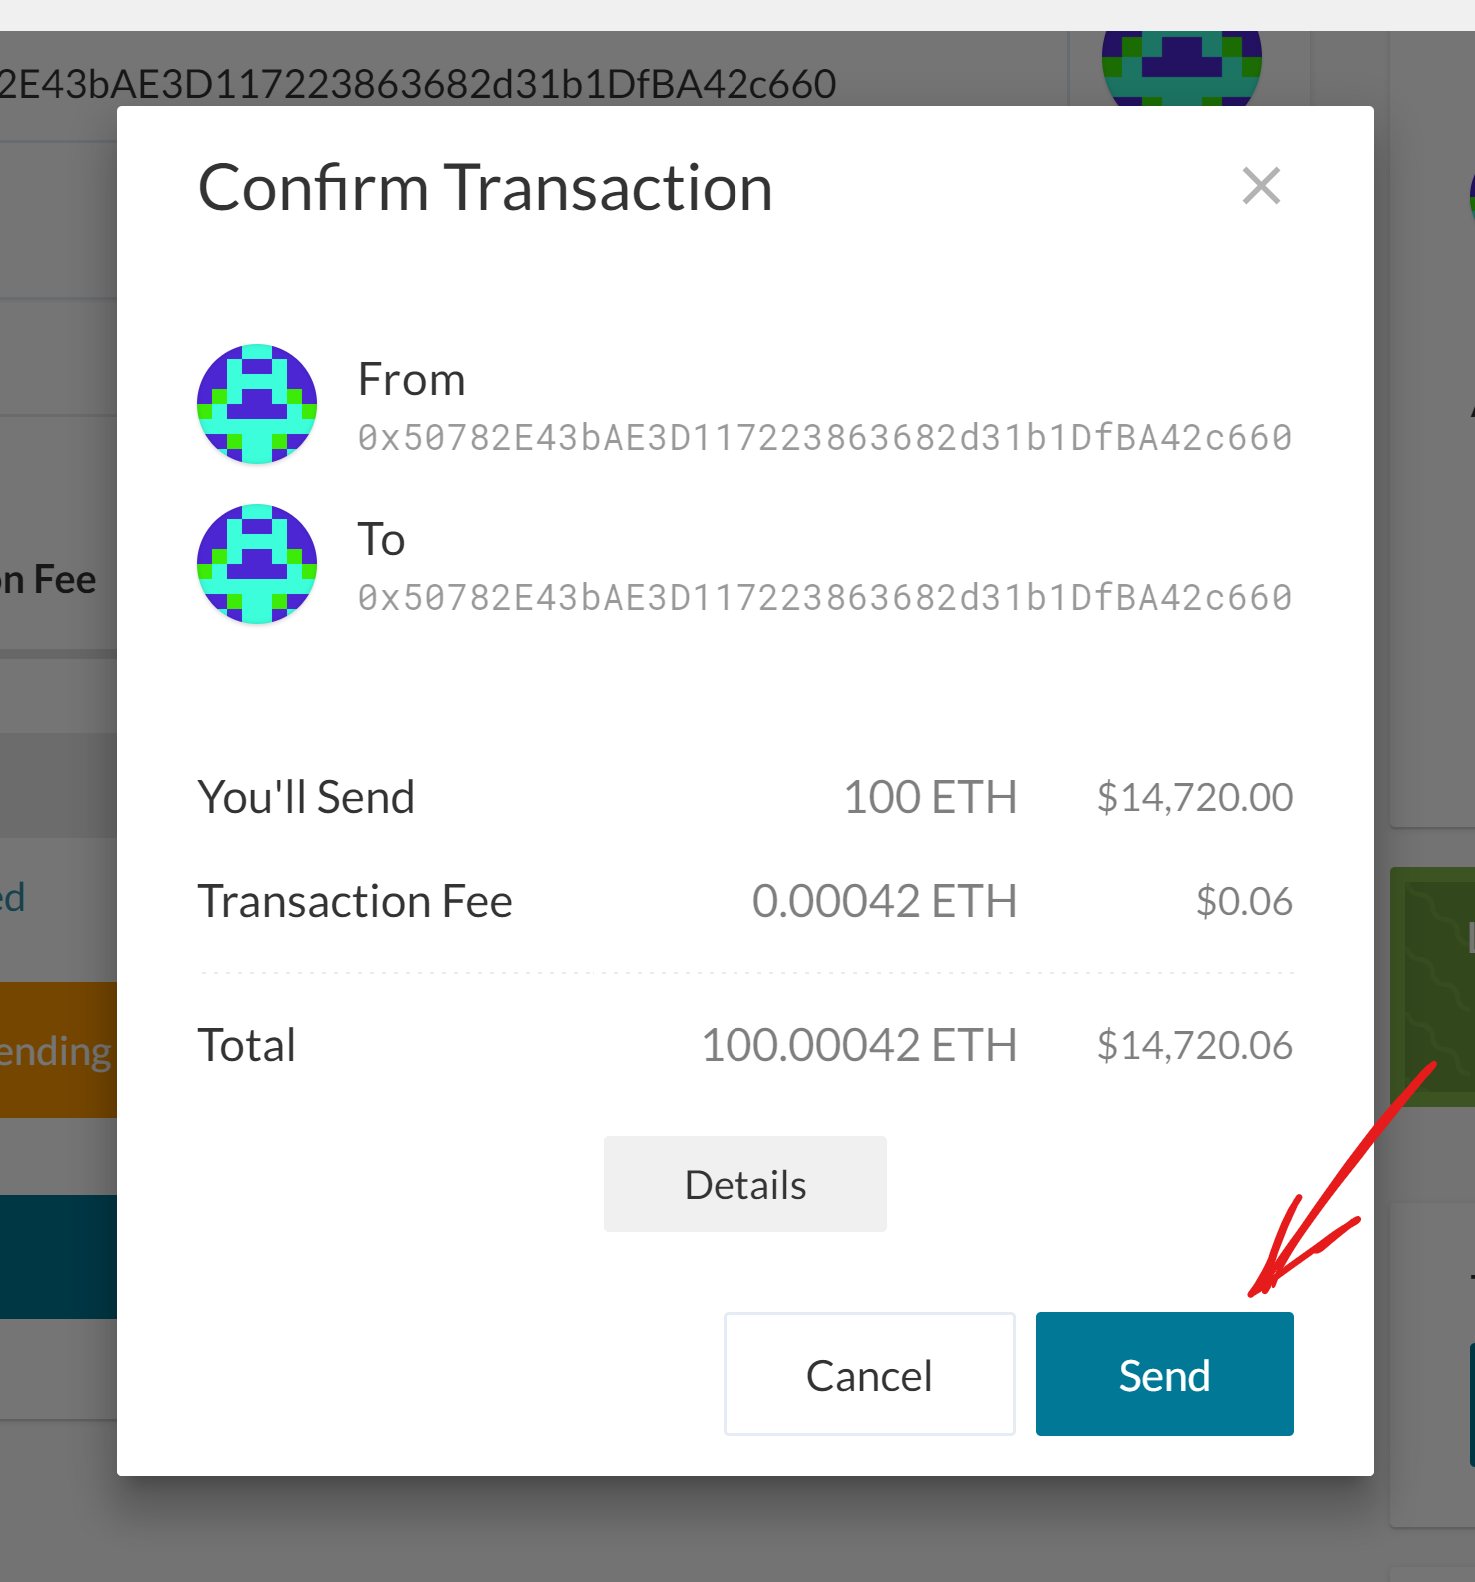 2E43bAE3D117223863682d31b1DfBA42c660
Confirm Transaction
From
0x50782E43bAE3D117223863682d31b1DfBA42c660
To
0x50782E43bAE3D117223863682d31b1DfBA42c660
on Fee
You'll Send 100 ETH $14,720.00
ed
Transaction Fee 0.00042 ETH $0.06
Total 100.00042 ETH $14,720.06
ending
Details
Cancel Send